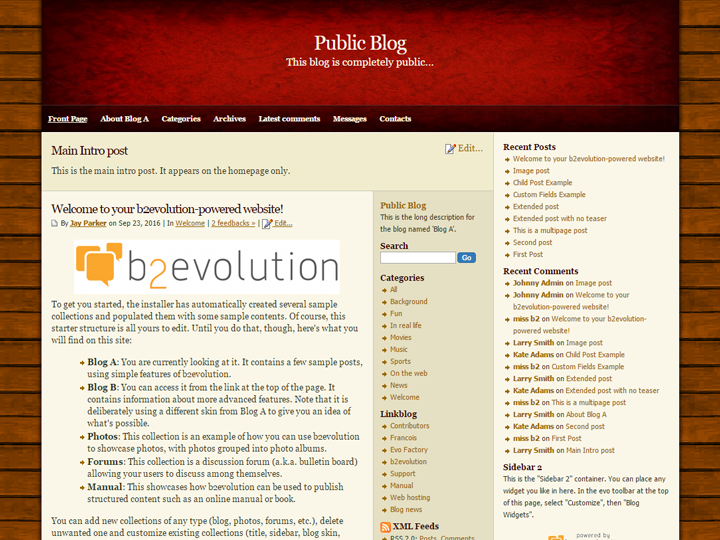 Public Blog
This blog is completely public...
Front Page
About Blog A
Categories
Archives
Latest comments
Messages
Contacts
Main Intro post
Edit...
This is the main intro post. It appears on the homepage only.
Welcome to your b2evolution-powered website!
By Jay Parker on Sep 23, 2016 | In Welcome | 2 feedbacks » | Edit...
b2evolution
To get you started, the installer has automatically created several sample
collections and populated them with some sample contents. Of course, this
starter structure is all yours to edit. Until you do that, though, here's what you
will find on this site:
Blog A: You are currently looking at it. It contains a few sample posts,
using simple features of b2evolution.
Blog B: You can access it from the link at the top of the page. It
contains information about more advanced features. Note that it is
deliberately using a different skin from Blog A to give you an idea of
what's possible.
Photos: This collection is an example of how you can use b2evolution
to showcase photos, with photos grouped into photo albums.
Forums: This collection is a discussion forum (a.k.a. bulletin board)
allowing your users to discuss among themselves.
Manual: This showcases how b2evolution can be used to publish
structured content such as an online manual or book.
You can add new collections of any type (blog, photos, forums, etc.), delete
unwanted one and customize existing collections (title, sidebar, blog skin,
Public Blog
This is the long description for
the blog named 'Blog A'.
Search
Go
Categories
All
Background
Fun
In real life
Movies
Music
Sports
On the web
News
Welcome
Linkblog
Contributors
Francois
Evo Factory
b2evolution
Support
Manual
Web hosting
Blog news
XML Feeds
RSS 2.0: Posts, Comments
Recent Posts
Welcome to your b2evolution-powered website!
Image post
Child Post Example
Custom Fields Example
Extended post
Extended post with no teaser
This is a multipage post
Second post
First Post
Recent Comments
Johnny Admin on Image post
Johnny Admin on Welcome to your
b2evolution-powered website!
miss b2 on Welcome to your b2evolution-
powered website!
Larry Smith on Image post
Kate Adams on Child Post Example
miss b2 on Custom Fields Example
Larry Smith on Extended post
Kate Adams on Extended post with no teaser
miss b2 on This is a multipage post
Larry Smith on About Blog A
Kate Adams on Second post
miss b2 on First Post
Larry Smith on Main Intro post
Sidebar 2
This is the "Sidebar 2" container. You can place any
widget you like in here. In the evo toolbar at the top of
this page, select "Customize", then "Blog
Widgets".
powered by